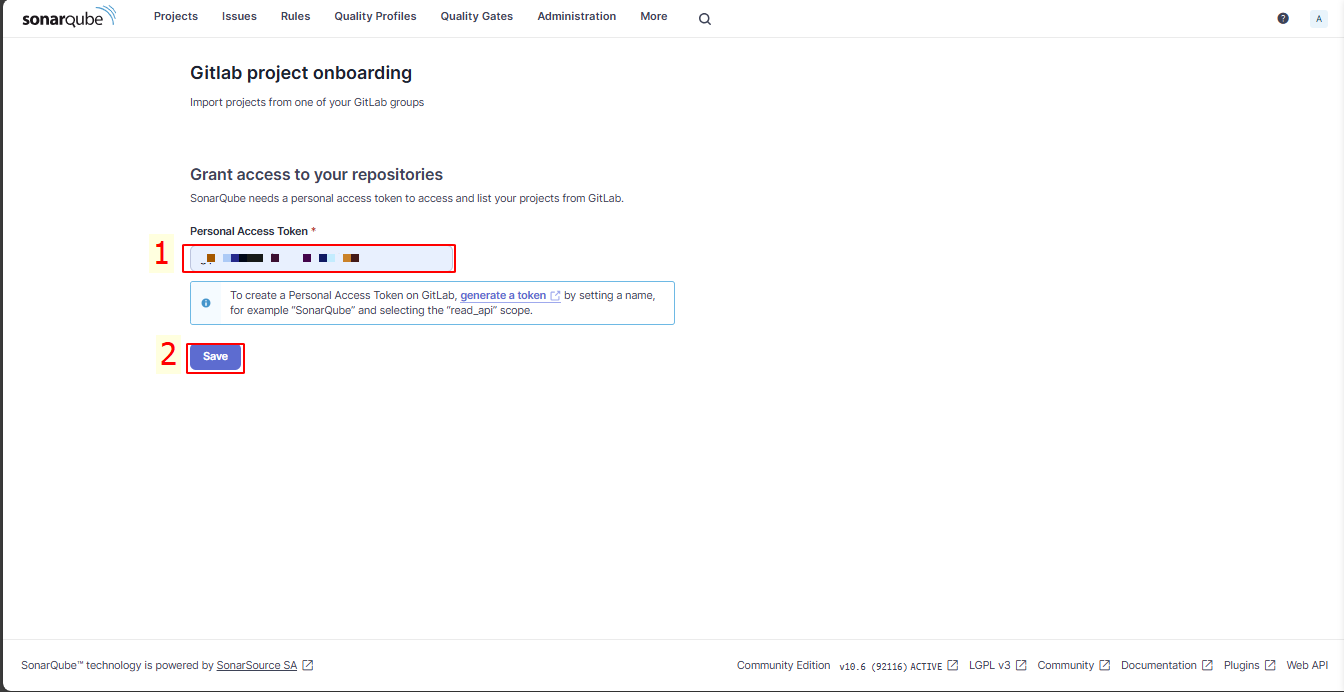 sonarqube Projects Issues Rules Quality Profiles Quality Gates Administration More ? A
Gitlab project onboarding
Import projects from one of your GitLab groups
Grant access to your repositories
SonarQube needs a personal access token to access and list your projects from GitLab.
Personal Access Token *
1
To create a Personal Access Token on GitLab, generate a token by setting a name,
for example “SonarQube” and selecting the “read_api” scope.
2 Save
SonarQube™ technology is powered by SonarSource SA Community Edition v10.6 (92116) ACTIVE LGPL v3 Community Documentation Plugins Web API